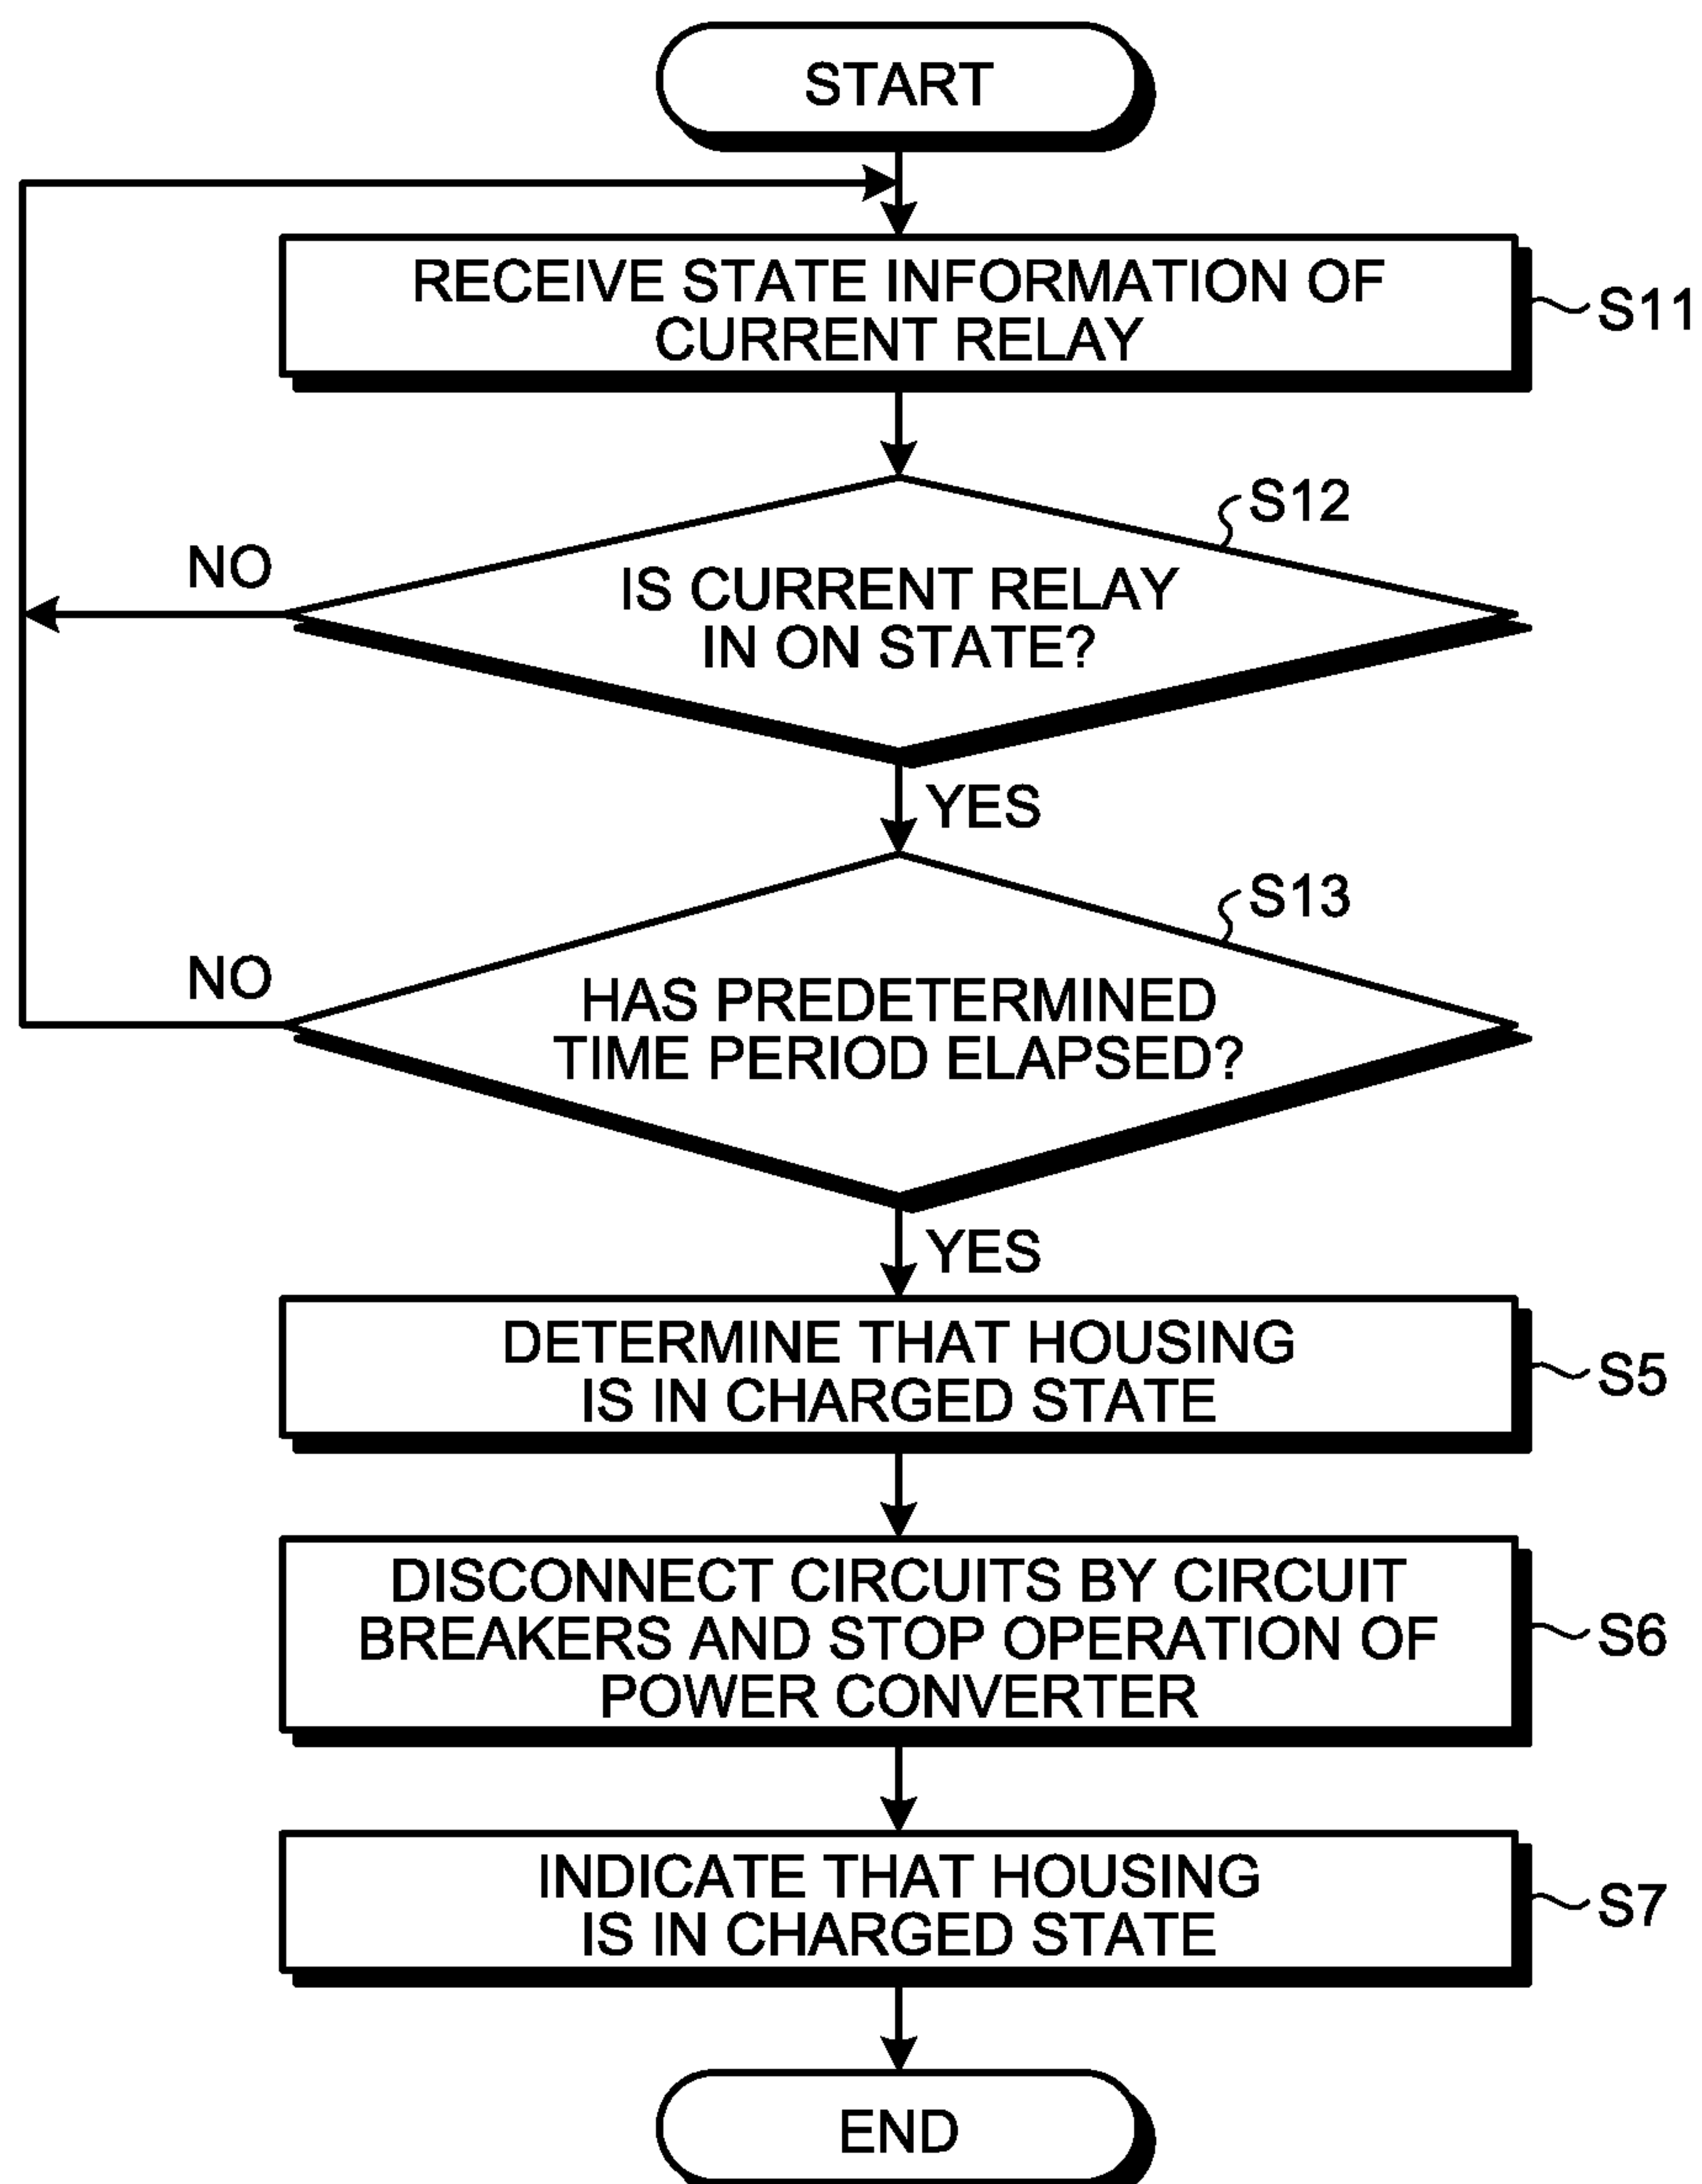 START
RECEIVE STATE INFORMATION OF
CURRENT RELAY
S11
S12
NO
IS CURRENT RELAY
IN ON STATE?
YES
S13
NO
HAS PREDETERMINED
TIME PERIOD ELAPSED?
YES
DETERMINE THAT HOUSING
IS IN CHARGED STATE
S5
DISCONNECT CIRCUITS BY CIRCUIT
BREAKERS AND STOP OPERATION OF
POWER CONVERTER
S6
INDICATE THAT HOUSING
IS IN CHARGED STATE
S7
END